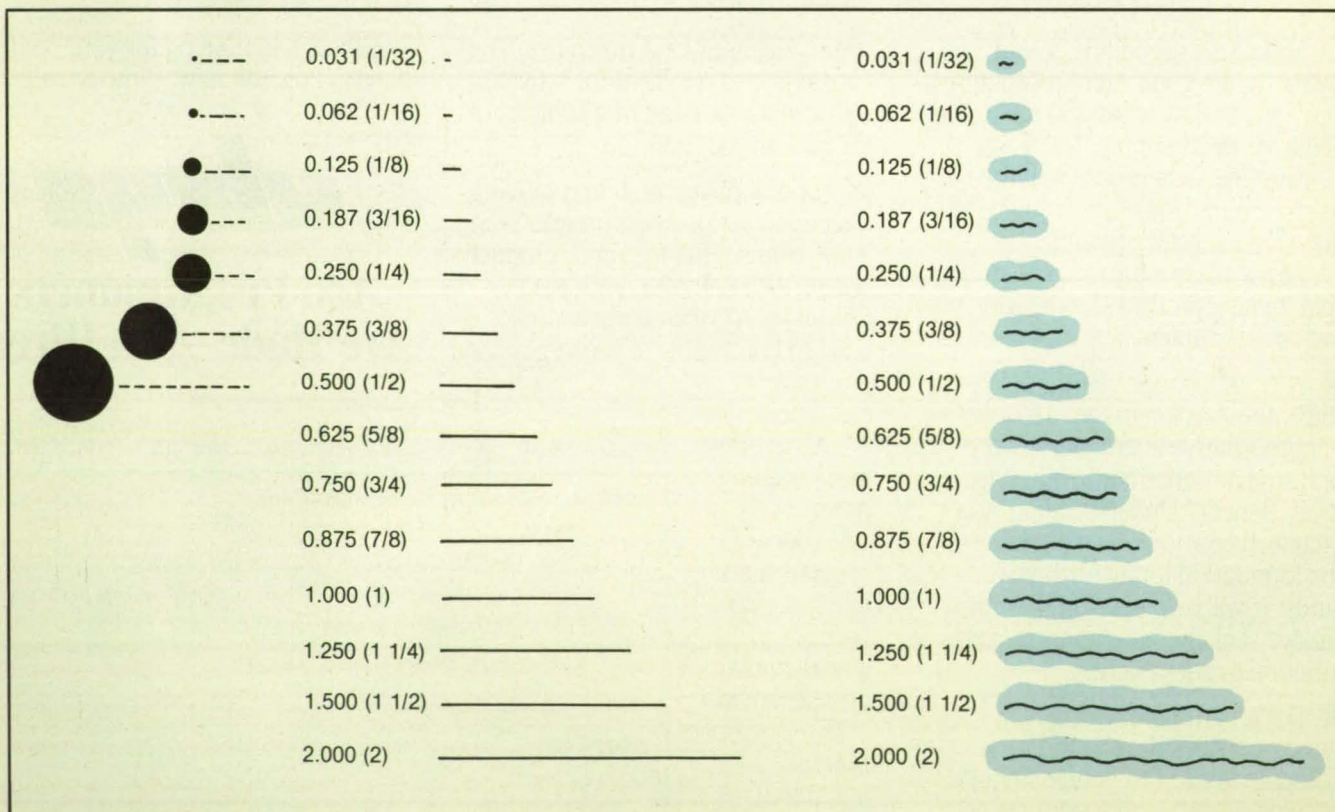 0.031 (1/32) 0.031 (1/32)
0.062 (1/16) 0.062 (1/16)
0.125 (1/8) 0.125 (1/8)
0.187 (3/16) 0.187 (3/16)
0.250 (1/4) 0.250 (1/4)
0.375 (3/8) 0.375 (3/8)
0.500 (1/2) 0.500 (1/2)
0.625 (5/8) 0.625 (5/8)
0.750 (3/4) 0.750 (3/4)
0.875 (7/8) 0.875 (7/8)
1.000 (1) 1.000 (1)
1.250 (1 1/4) 1.250 (1 1/4)
1.500 (1 1/2) 1.500 (1 1/2)
2.000 (2) 2.000 (2)